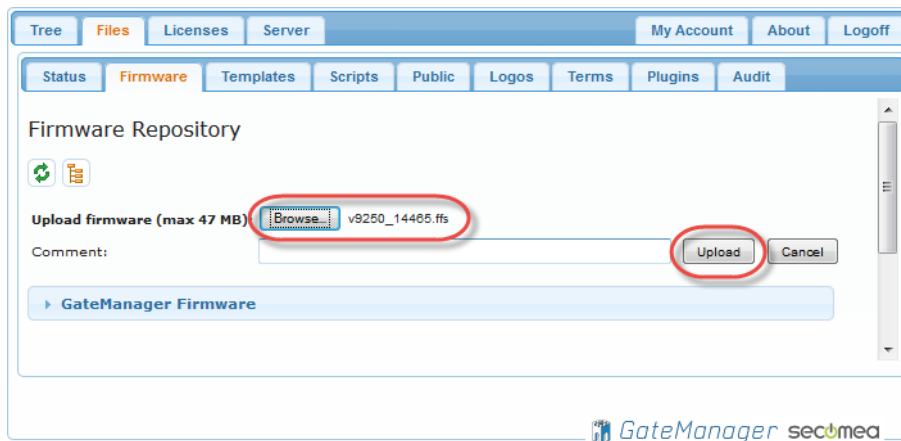 Tree Files Licenses Server My Account About Logoff
Status Firmware Templates Scripts Public Logos Terms Plugins Audit
Firmware Repository
Upload firmware (max 47 MB): Browse... v9250_14465.ffs
Comment: Upload Cancel
GateManager Firmware
GateManager secomea